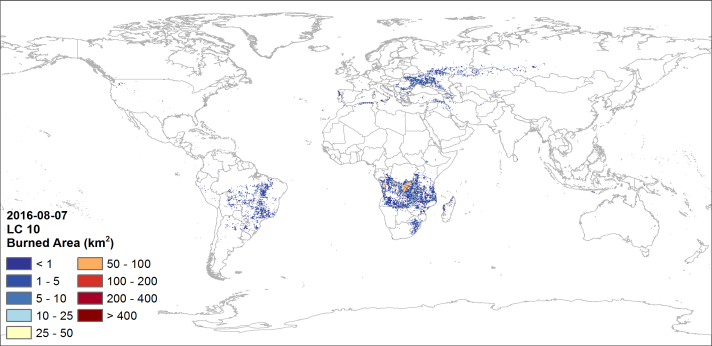 2016-08-07
LC 10
Burned Area (km²)
< 1
1 - 5
5 - 10
10 - 25
25 - 50
50 - 100
100 - 200
200 - 400
> 400